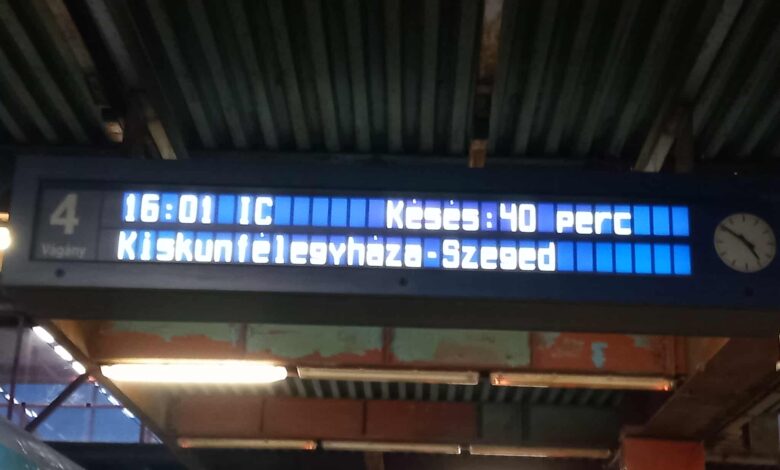 4
Vágány
16:01 IC Késés:40 perc
Kiskunfélegyháza-Szeged